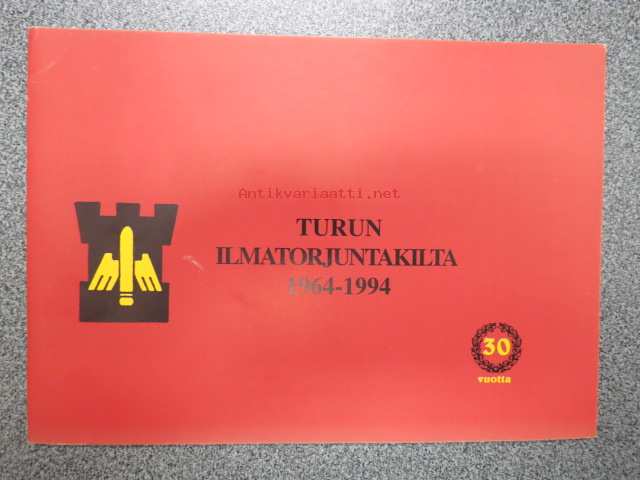 Antikvariaatti.net
TURUN
ILMATORJUNTAKILTA
1964-1994
30
vuotta